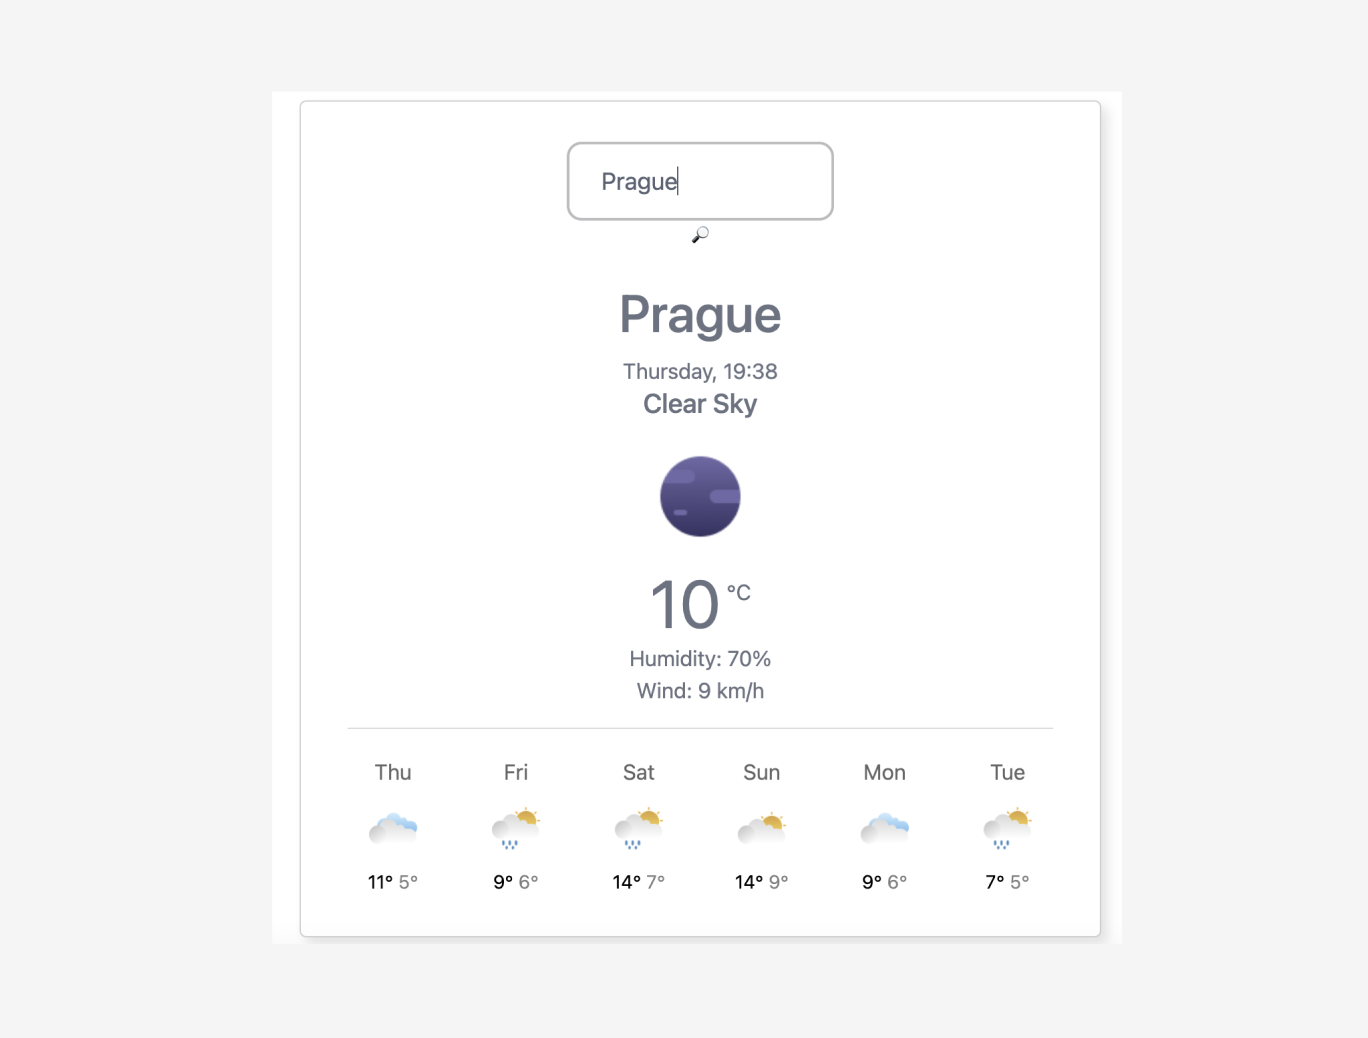 Prague
Prague
Thursday, 19:38
Clear Sky
10 °C
Humidity: 70%
Wind: 9 km/h
Thu Fri Sat Sun Mon Tue
11° 5° 9° 6° 14° 7° 14° 9° 9° 6° 7° 5°